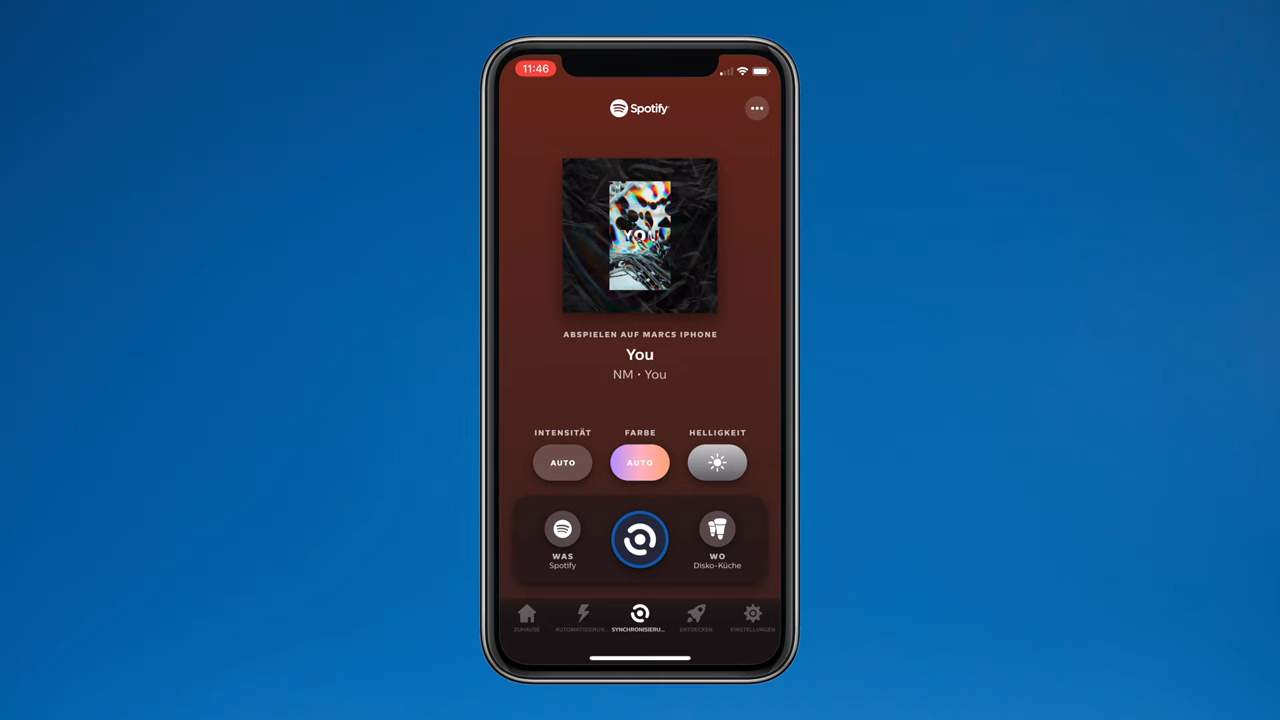 11:46
Spotify
YOU
ABSPIELEN AUF MARCS IPHONE
You
NM • You
INTENSITÄT FARBE HELLIGKEIT
AUTO AUTO
WAS WO
Spotify Disko-Küche
ZUHAUSE AUTOMATISIERUN... SYNCHRONISIERU... ENTDECKEN EINSTELLUNGEN